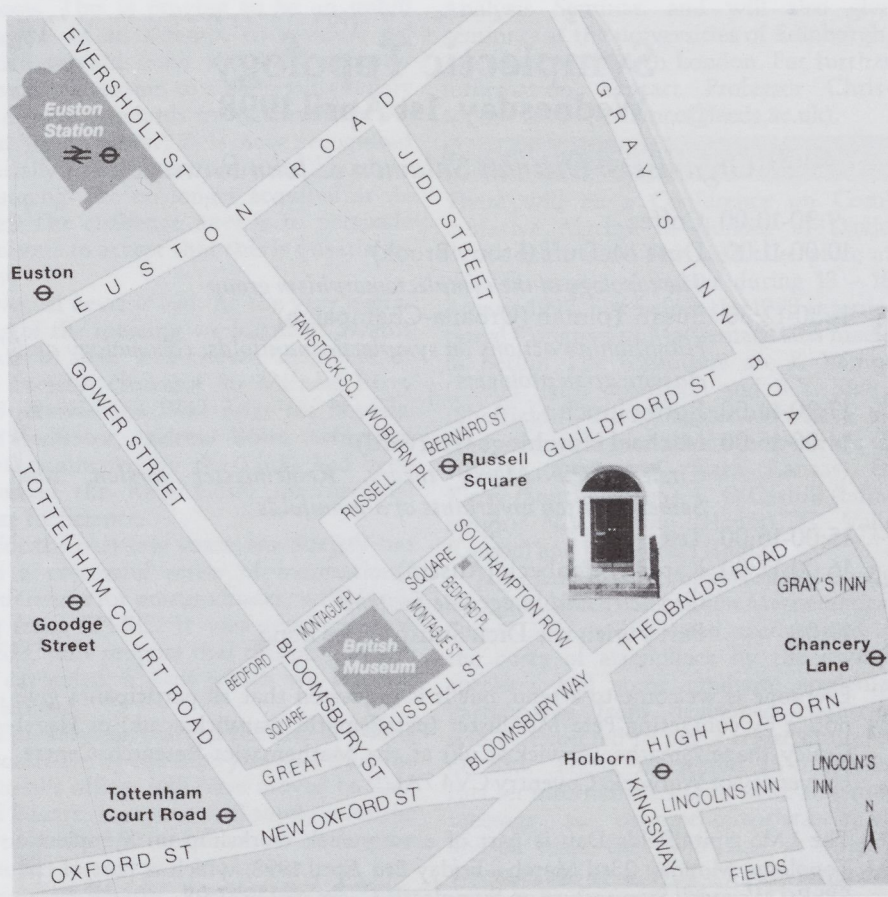 EVERSHOLT ST
Euston
Station
EUSTON ROAD
JUDD STREET
GRAY'S INN ROAD
Euston
TAVISTOCK SQ.
WOBURN PL
GOWER STREET
BERNARD ST
GUILDFORD ST
Russell
Square
RUSSELL
SQUARE
TOTTENHAM COURT ROAD
SOUTHAMPTON ROW
BEDFORD PL
MONTAGUE ST
MONTAGUE PL
British
Museum
THEOBALDS ROAD
GRAY'S INN
Goodge
Street
BEDFORD
SQUARE
BLOOMSBURY ST
GREAT RUSSELL ST
BLOOMSBURY WAY
Chancery
Lane
HIGH HOLBORN
Holborn
KINGSWAY
LINCOLNS INN
FIELDS
LINCOLN'S
INN
N
Tottenham
Court Road
NEW OXFORD ST
OXFORD ST